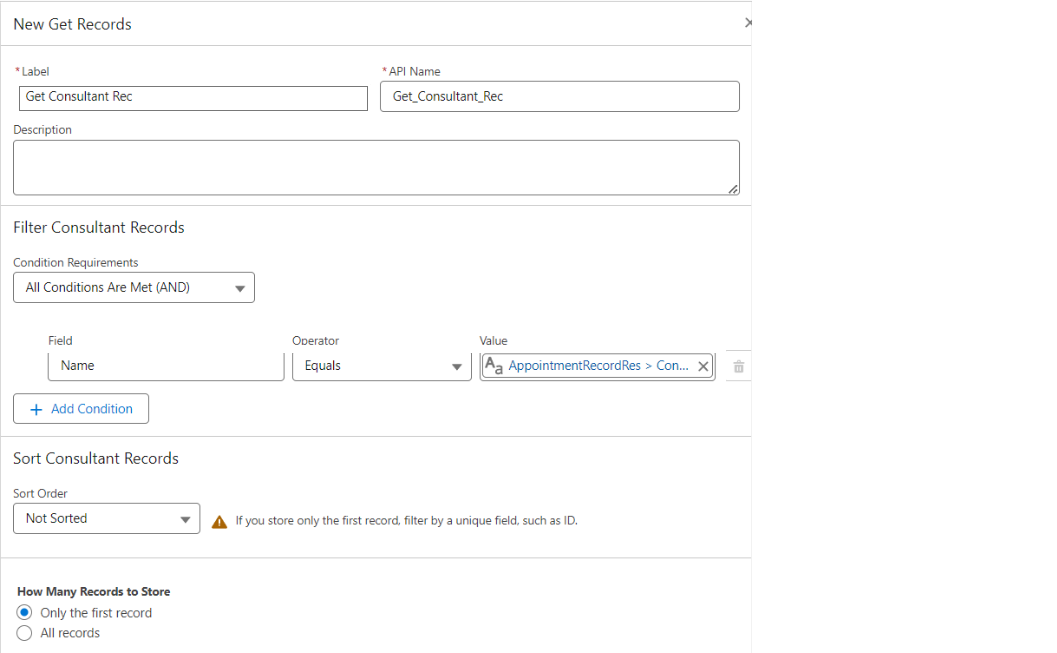 New Get Records
*Label
*API Name
Get Consultant Rec
Get_Consultant_Rec
Description
Filter Consultant Records
Condition Requirements
All Conditions Are Met (AND)
Field Operator Value
Name Equals Aa AppointmentRecordRes > Con...
+ Add Condition
Sort Consultant Records
Sort Order
Not Sorted
If you store only the first record, filter by a unique field, such as ID.
How Many Records to Store
Only the first record
All records